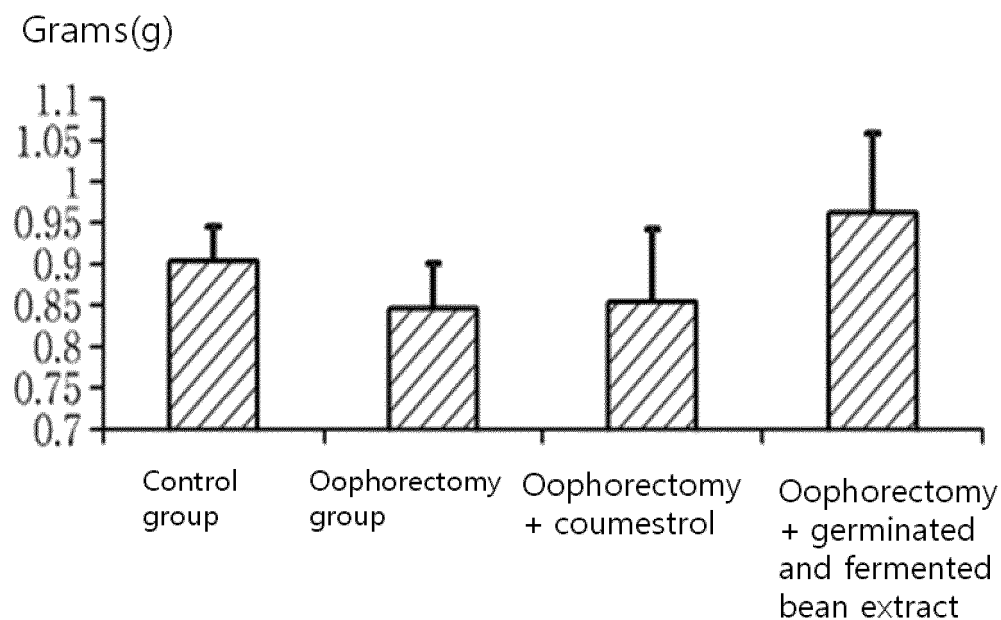 Grams(g)
1.1
1.05
1
0.95
0.9
0.85
0.8
0.75
0.7
Control
group
Oophorectomy
group
Oophorectomy
+ coumestrol
Oophorectomy
+ germinated
and fermented
bean extract